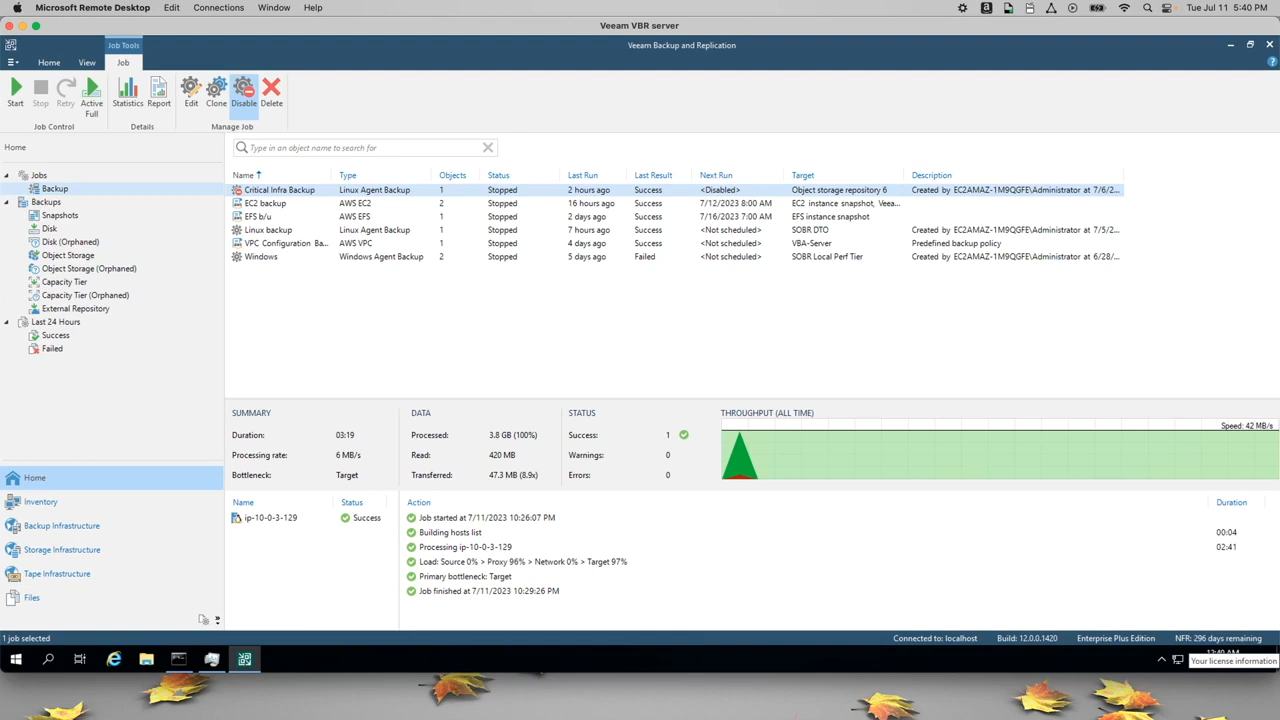 Microsoft Remote Desktop Edit Connections Window Help Tue Jul 11 5:40 PM
Veeam VBR server
Job Tools Veeam Backup and Replication
Home View Job
Start Stop Retry Active Full Statistics Report Edit Clone Disable Delete
Job Control Details Manage Job
Home
Type in an object name to search for
Jobs
Backup
Backups
Snapshots
Disk
Disk (Orphaned)
Object Storage
Object Storage (Orphaned)
Capacity Tier
Capacity Tier (Orphaned)
External Repository
Last 24 Hours
Success
Failed
Name Type Objects Status Last Run Last Result Next Run Target Description
Critical Infra Backup Linux Agent Backup 1 Stopped 2 hours ago Success <Disabled> Object storage repository 6 Created by EC2AMAZ-1M9QGFE\Administrator at 7/6/2...
EC2 backup AWS EC2 2 Stopped 16 hours ago Success 7/12/2023 8:00 AM EC2 instance snapshot, Veea...
EFS b/u AWS EFS 1 Stopped 2 days ago Success 7/16/2023 7:00 AM EFS instance snapshot
Linux backup Linux Agent Backup 1 Stopped 7 hours ago Success <Not scheduled> SOBR DTO Created by EC2AMAZ-1M9QGFE\Administrator at 7/5/2...
VPC Configuration Ba... AWS VPC 1 Stopped 4 days ago Success <Not scheduled> VBA-Server Predefined backup policy
Windows Windows Agent Backup 2 Stopped 5 days ago Failed <Not scheduled> SOBR Local Perf Tier Created by EC2AMAZ-1M9QGFE\Administrator at 6/28/...
SUMMARY DATA STATUS THROUGHPUT (ALL TIME)
Speed: 42 MB/s
Duration: 03:19 Processed: 3.8 GB (100%) Success: 1
Processing rate: 6 MB/s Read: 420 MB Warnings: 0
Bottleneck: Target Transferred: 47.3 MB (8.9x) Errors: 0
Home
Inventory
Backup Infrastructure
Storage Infrastructure
Tape Infrastructure
Files
Name Status Action Duration
ip-10-0-3-129 Success Job started at 7/11/2023 10:26:07 PM
Building hosts list 00:04
Processing ip-10-0-3-129 02:41
Load: Source 0% > Proxy 96% > Network 0% > Target 97%
Primary bottleneck: Target
Job finished at 7/11/2023 10:29:26 PM
1 job selected Connected to: localhost Build: 12.0.0.1420 Enterprise Plus Edition NFR: 296 days remaining
Your license information